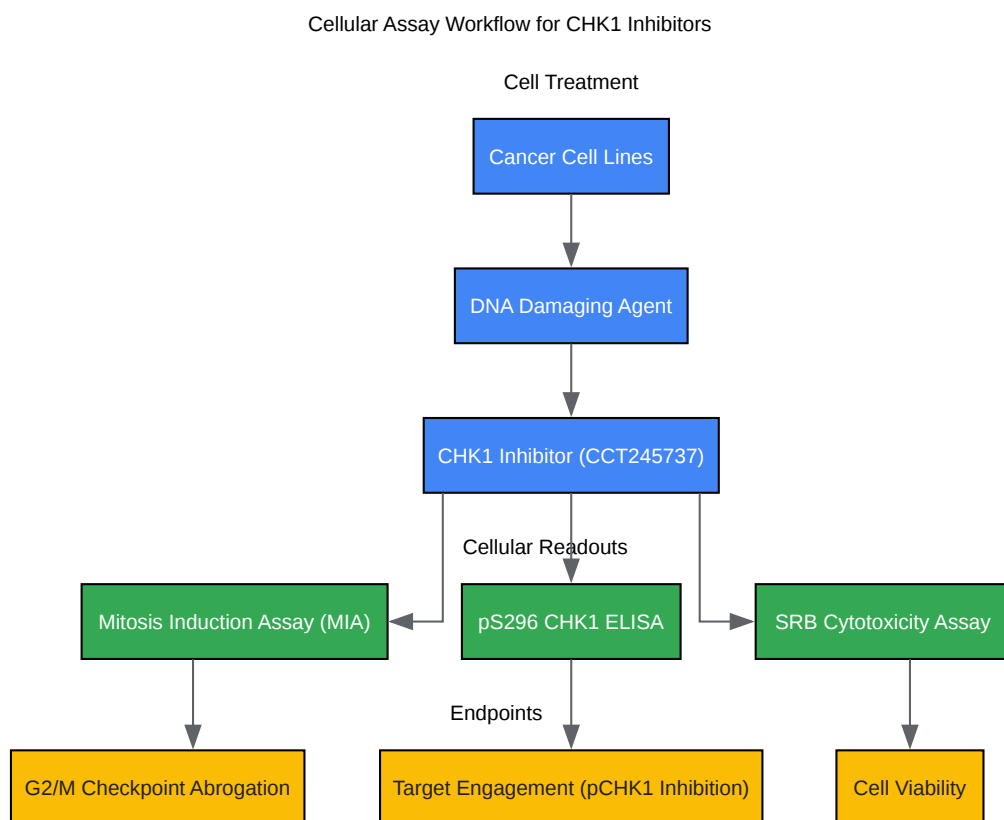 Cellular Assay Workflow for CHK1 Inhibitors
Cell Treatment
Cancer Cell Lines
DNA Damaging Agent
CHK1 Inhibitor (CCT245737)
Cellular Readouts
Mitosis Induction Assay (MIA)
pS296 CHK1 ELISA
SRB Cytotoxicity Assay
Endpoints
G2/M Checkpoint Abrogation
Target Engagement (pCHK1 Inhibition)
Cell Viability